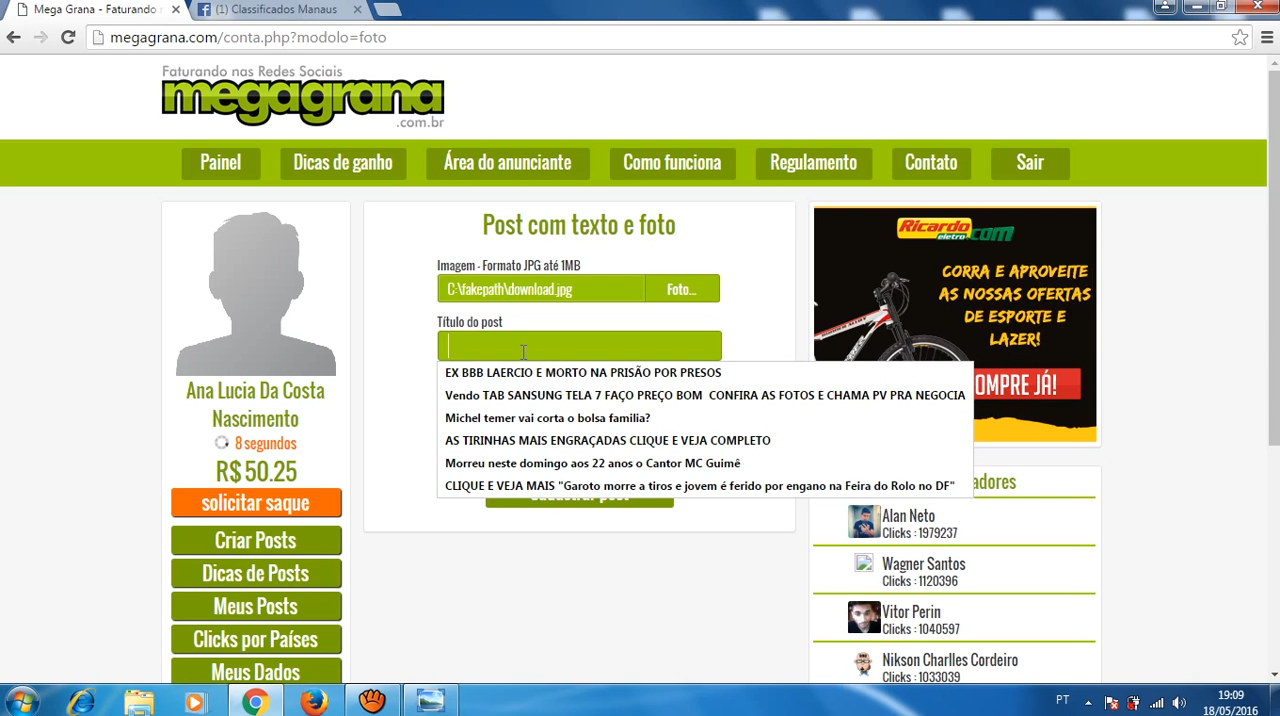 Mega Grana - Faturando r
(1) Classificados Manaus
megagrana.com/conta.php?modolo=foto
Faturando nas Redes Sociais
megagrana
.com.br
Painel
Dicas de ganho
Área do anunciante
Como funciona
Regulamento
Contato
Sair
Ana Lucia Da Costa
Nascimento
8 segundos
R$ 50.25
solicitar saque
Criar Posts
Dicas de Posts
Meus Posts
Clicks por Países
Meus Dados
Post com texto e foto
Imagem - Formato JPG até 1MB
C:\fakepath\download.jpg
Foto...
Título do post
EX BBB LAERCIO E MORTO NA PRISÃO POR PRESOS
Vendo TAB SANSUNG TELA 7 FAÇO PREÇO BOM  CONFIRA AS FOTOS E CHAMA PV PRA NEGOCIA
Michel temer vai corta o bolsa familia?
AS TIRINHAS MAIS ENGRAÇADAS CLIQUE E VEJA COMPLETO
Morreu neste domingo aos 22 anos o Cantor MC Guimê
CLIQUE E VEJA MAIS "Garoto morre a tiros e jovem é ferido por engano na Feira do Rolo no DF"
Ricardo
eletro.com
CORRA E APROVEITE
AS NOSSAS OFERTAS
DE ESPORTE E
LAZER!
OMPRE JÁ!
adores
Alan Neto
Clicks : 1979237
Wagner Santos
Clicks : 1120396
Vitor Perin
Clicks : 1040597
Nikson Charlles Cordeiro
Clicks : 1033039
PT
19:09
18/05/2016